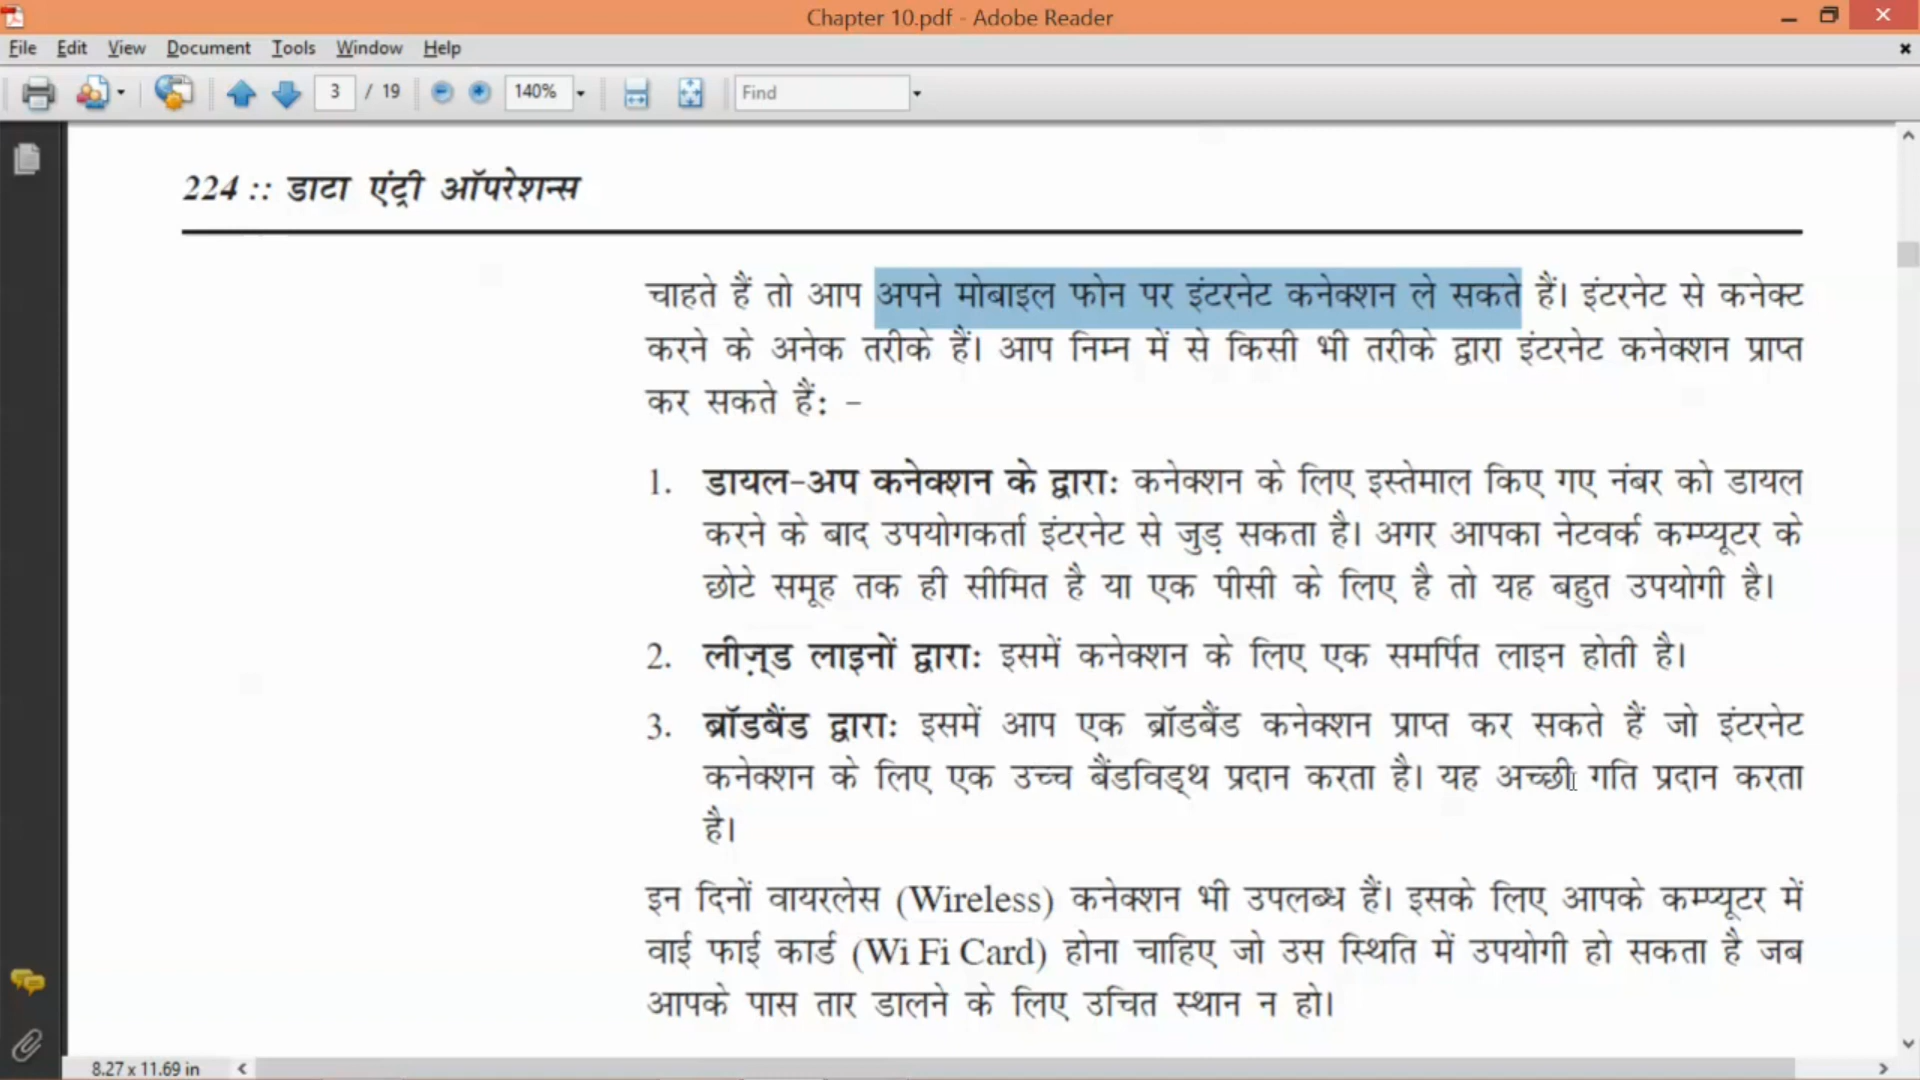 Chapter 10.pdf - Adobe Reader
File Edit View Document Tools Window Help
3 / 19 140% Find
224 :: डाटा एंट्री ऑपरेशन्स
चाहते हैं तो आप अपने मोबाइल फोन पर इंटरनेट कनेक्शन ले सकते हैं। इंटरनेट से कनेक्ट
करने के अनेक तरीके हैं। आप निम्न में से किसी भी तरीके द्वारा इंटरनेट कनेक्शन प्राप्त
कर सकते हैं: –
1. डायल-अप कनेक्शन के द्वारा: कनेक्शन के लिए इस्तेमाल किए गए नंबर को डायल
करने के बाद उपयोगकर्ता इंटरनेट से जुड़ सकता है। अगर आपका नेटवर्क कम्प्यूटर के
छोटे समूह तक ही सीमित है या एक पीसी के लिए है तो यह बहुत उपयोगी है।
2. लीज़्ड लाइनों द्वारा: इसमें कनेक्शन के लिए एक समर्पित लाइन होती है।
3. ब्रॉडबैंड द्वारा: इसमें आप एक ब्रॉडबैंड कनेक्शन प्राप्त कर सकते हैं जो इंटरनेट
कनेक्शन के लिए एक उच्च बैंडविड्थ प्रदान करता है। यह अच्छी गति प्रदान करता
है।
इन दिनों वायरलेस (Wireless) कनेक्शन भी उपलब्ध हैं। इसके लिए आपके कम्प्यूटर में
वाई फाई कार्ड (Wi Fi Card) होना चाहिए जो उस स्थिति में उपयोगी हो सकता है जब
आपके पास तार डालने के लिए उचित स्थान न हो।
8.27 x 11.69 in